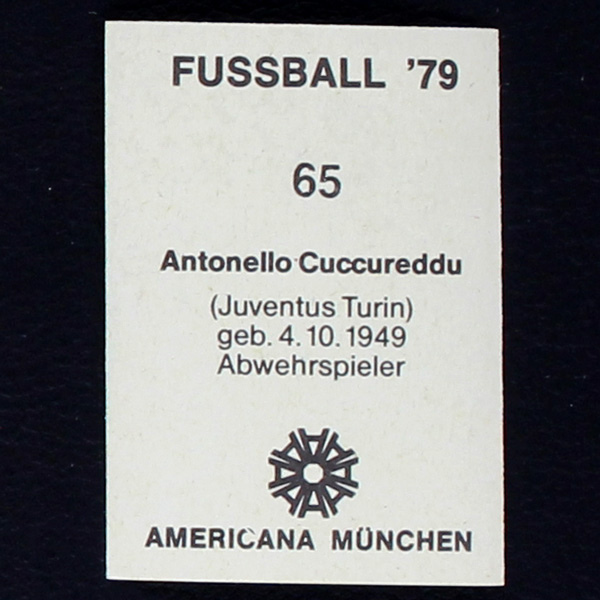 FUSSBALL '79
65
Antonello Cuccureddu
(Juventus Turin)
geb. 4.10.1949
Abwehrspieler
AMERICANA MÜNCHEN